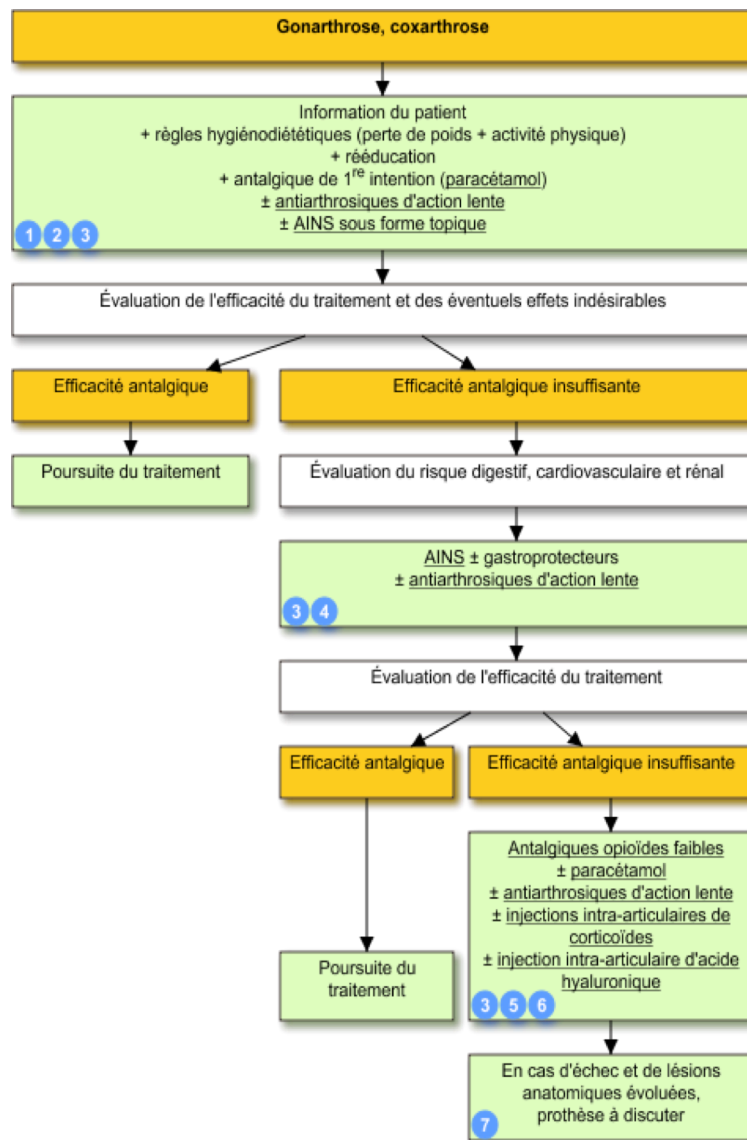 Gonarthrose, coxarthrose
Information du patient
+ règles hygiénodiététiques (perte de poids + activité physique)
+ rééducation
+ antalgique de 1re intention (paracétamol)
± antiarthrosiques d'action lente
± AINS sous forme topique
1 2 3
Évaluation de l'efficacité du traitement et des éventuels effets indésirables
Efficacité antalgique
Efficacité antalgique insuffisante
Poursuite du traitement
Évaluation du risque digestif, cardiovasculaire et rénal
AINS ± gastroprotecteurs
± antiarthrosiques d'action lente
3 4
Évaluation de l'efficacité du traitement
Efficacité antalgique
Efficacité antalgique insuffisante
Poursuite du
traitement
Antalgiques opioïdes faibles
± paracétamol
± antiarthrosiques d'action lente
± injections intra-articulaires de
corticoïdes
± injection intra-articulaire d'acide
hyaluronique
3 5 6
En cas d'échec et de lésions
anatomiques évoluées,
prothèse à discuter
7